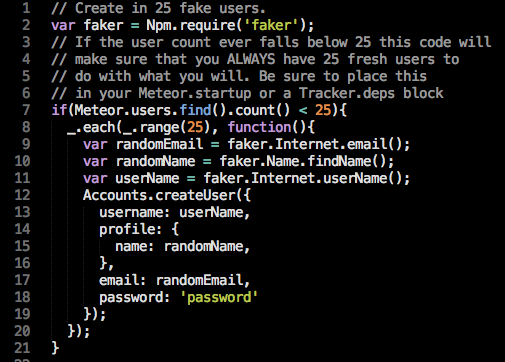 1 // Create in 25 fake users.
2 var faker = Npm.require('faker');
3 // If the user count ever falls below 25 this code will
4 // make sure that you ALWAYS have 25 fresh users to
5 // do with what you will. Be sure to place this
6 // in your Meteor.startup or a Tracker.deps block
7 if(Meteor.users.find().count() < 25){
8   _.each(_.range(25), function(){
9     var randomEmail = faker.Internet.email();
10     var randomName = faker.Name.findName();
11     var userName = faker.Internet.userName();
12     Accounts.createUser({
13       username: userName,
14       profile: {
15         name: randomName,
16       },
17       email: randomEmail,
18       password: 'password'
19     });
20   });
21 }